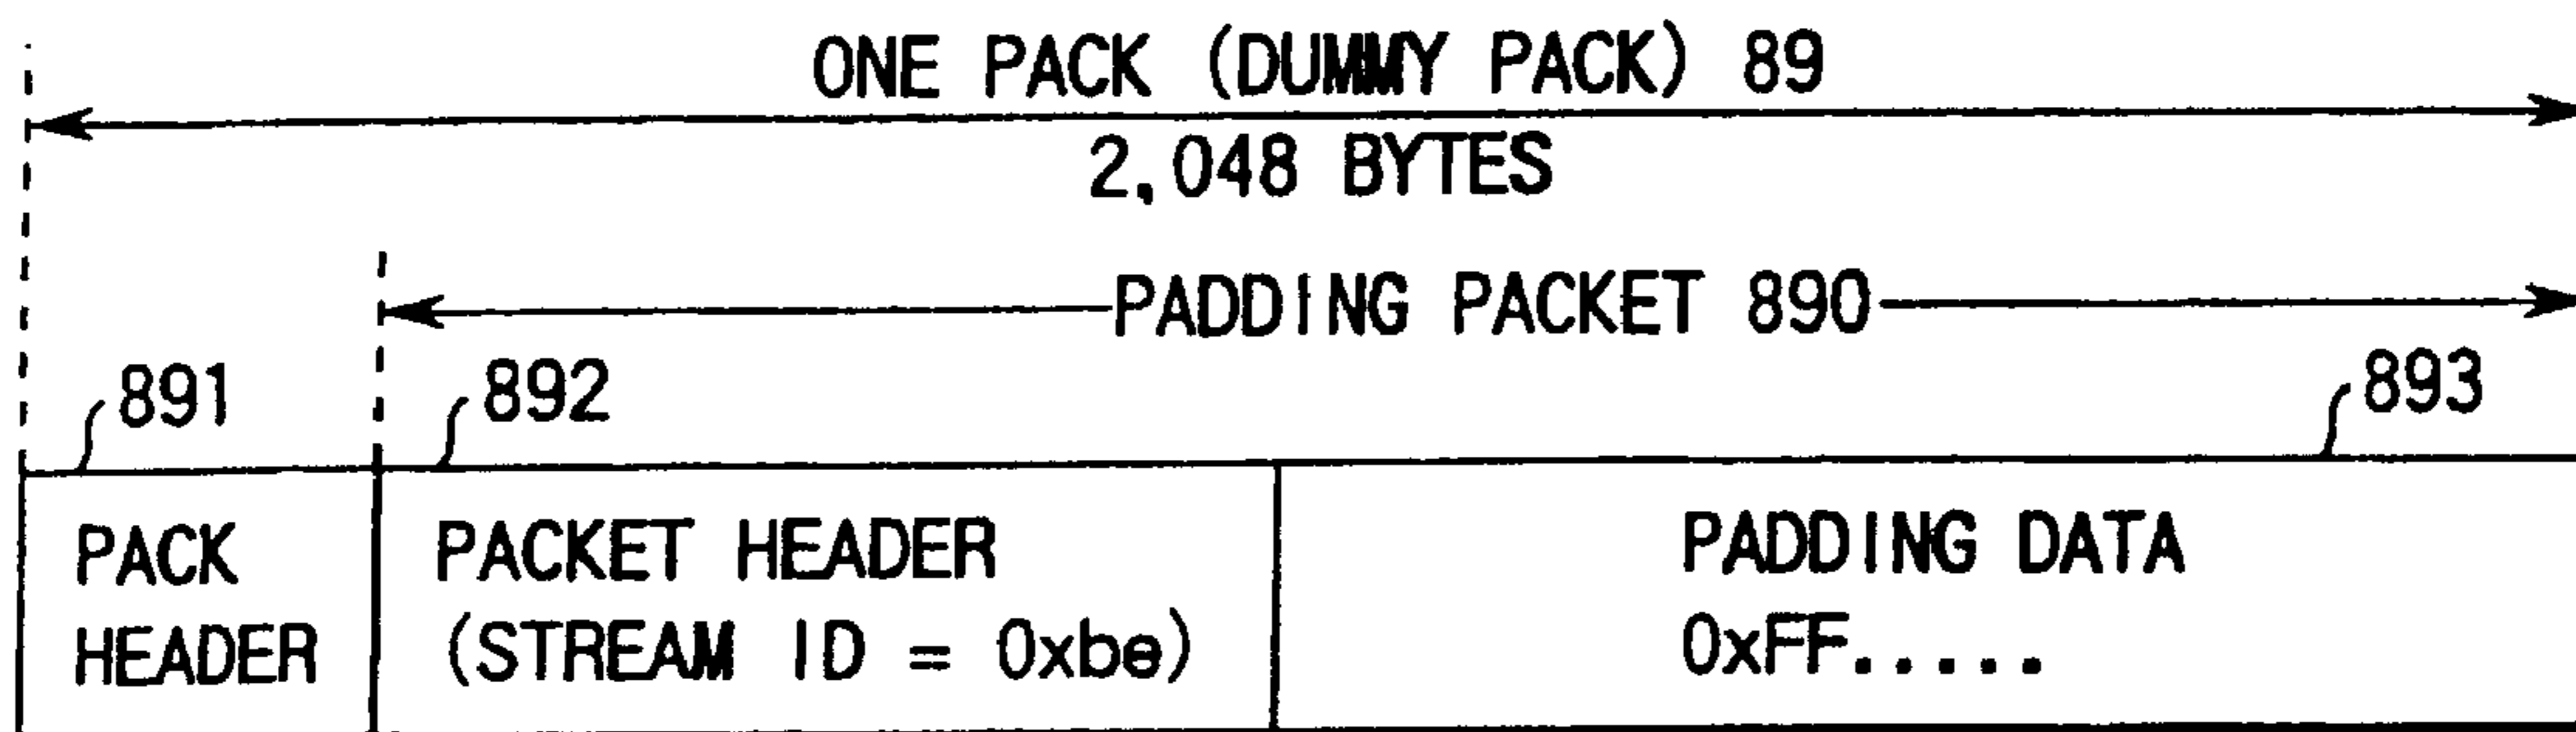 ONE PACK (DUMMY PACK) 89
2,048 BYTES
PADDING PACKET 890
891
892
893
PACK
HEADER
PACKET HEADER
(STREAM ID = 0xbe)
PADDING DATA
0xFF.....